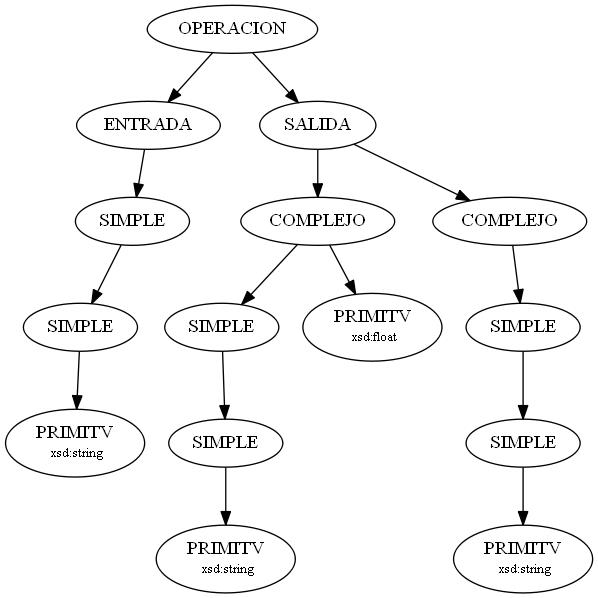 OPERACION
ENTRADA
SALIDA
SIMPLE
COMPLEJO
COMPLEJO
SIMPLE
SIMPLE
PRIMITV
xsd:float
SIMPLE
PRIMITV
xsd:string
SIMPLE
SIMPLE
PRIMITV
xsd:string
PRIMITV
xsd:string